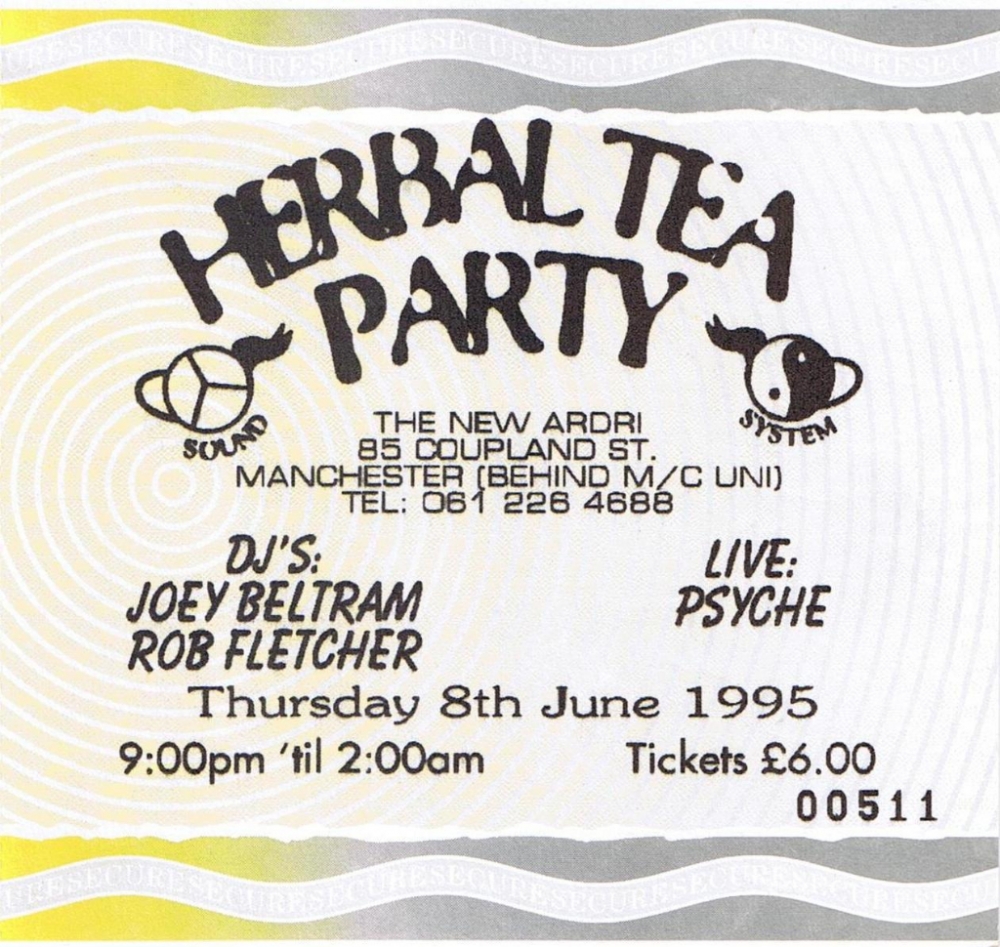 SECURESECURESECURESECURESECURESECURE
HERBAL TEA
PARTY
SOUND
SYSTEM
THE NEW ARDRI
85 COUPLAND ST.
MANCHESTER (BEHIND M/C UNI)
TEL: 061 226 4688
DJ'S:
JOEY BELTRAM
ROB FLETCHER
LIVE:
PSYCHE
Thursday 8th June 1995
9:00pm 'til 2:00am
Tickets £6.00
00511
SECURESECURESECURESECURESECURESECURE